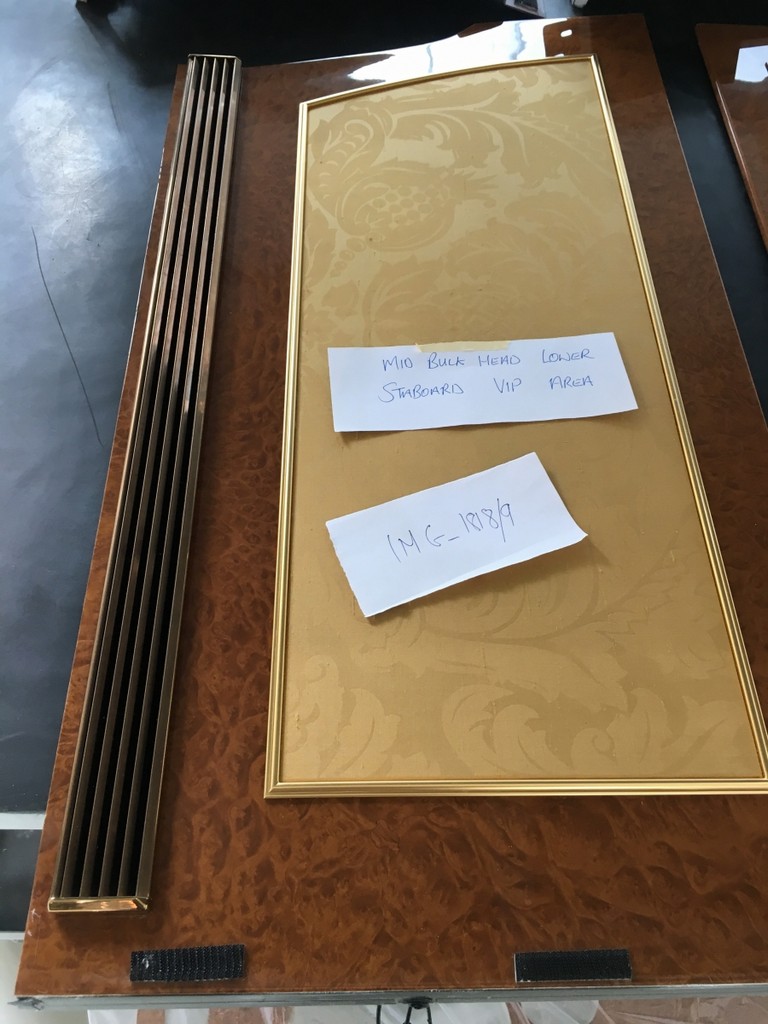 MID BULK HEAD LOWER
STABOARD VIP AREA
IMG_1818/9